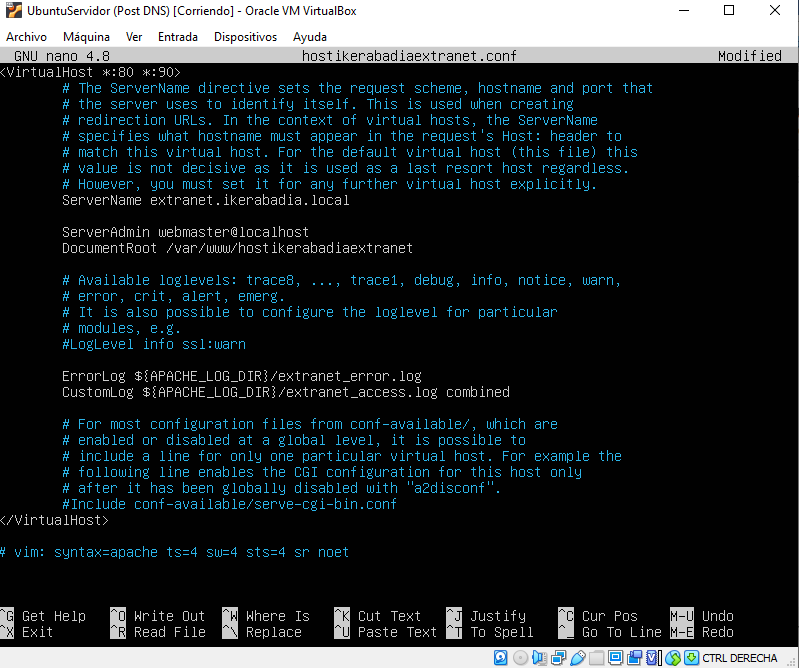 UbuntuServidor (Post DNS) [Corriendo] - Oracle VM VirtualBox
Archivo Máquina Ver Entrada Dispositivos Ayuda
GNU nano 4.8 hostikerabadiaextranet.conf Modified
<VirtualHost *:80 *:90>
# The ServerName directive sets the request scheme, hostname and port that
# the server uses to identify itself. This is used when creating
# redirection URLs. In the context of virtual hosts, the ServerName
# specifies what hostname must appear in the request's Host: header to
# match this virtual host. For the default virtual host (this file) this
# value is not decisive as it is used as a last resort host regardless.
# However, you must set it for any further virtual host explicitly.
ServerName extranet.ikerabadia.local
ServerAdmin webmaster@localhost
DocumentRoot /var/www/hostikerabadiaextranet
# Available loglevels: trace8, ..., trace1, debug, info, notice, warn,
# error, crit, alert, emerg.
# It is also possible to configure the loglevel for particular
# modules, e.g.
#LogLevel info ssl:warn
ErrorLog ${APACHE_LOG_DIR}/extranet_error.log
CustomLog ${APACHE_LOG_DIR}/extranet_access.log combined
# For most configuration files from conf-available/, which are
# enabled or disabled at a global level, it is possible to
# include a line for only one particular virtual host. For example the
# following line enables the CGI configuration for this host only
# after it has been globally disabled with "a2disconf".
#Include conf-available/serve-cgi-bin.conf
</VirtualHost>
# vim: syntax=apache ts=4 sw=4 sts=4 sr noet
^G Get Help ^O Write Out ^W Where Is ^K Cut Text ^J Justify ^C Cur Pos M-U Undo
^X Exit ^R Read File ^\ Replace ^U Paste Text ^T To Spell ^_ Go To Line M-E Redo
CTRL DERECHA